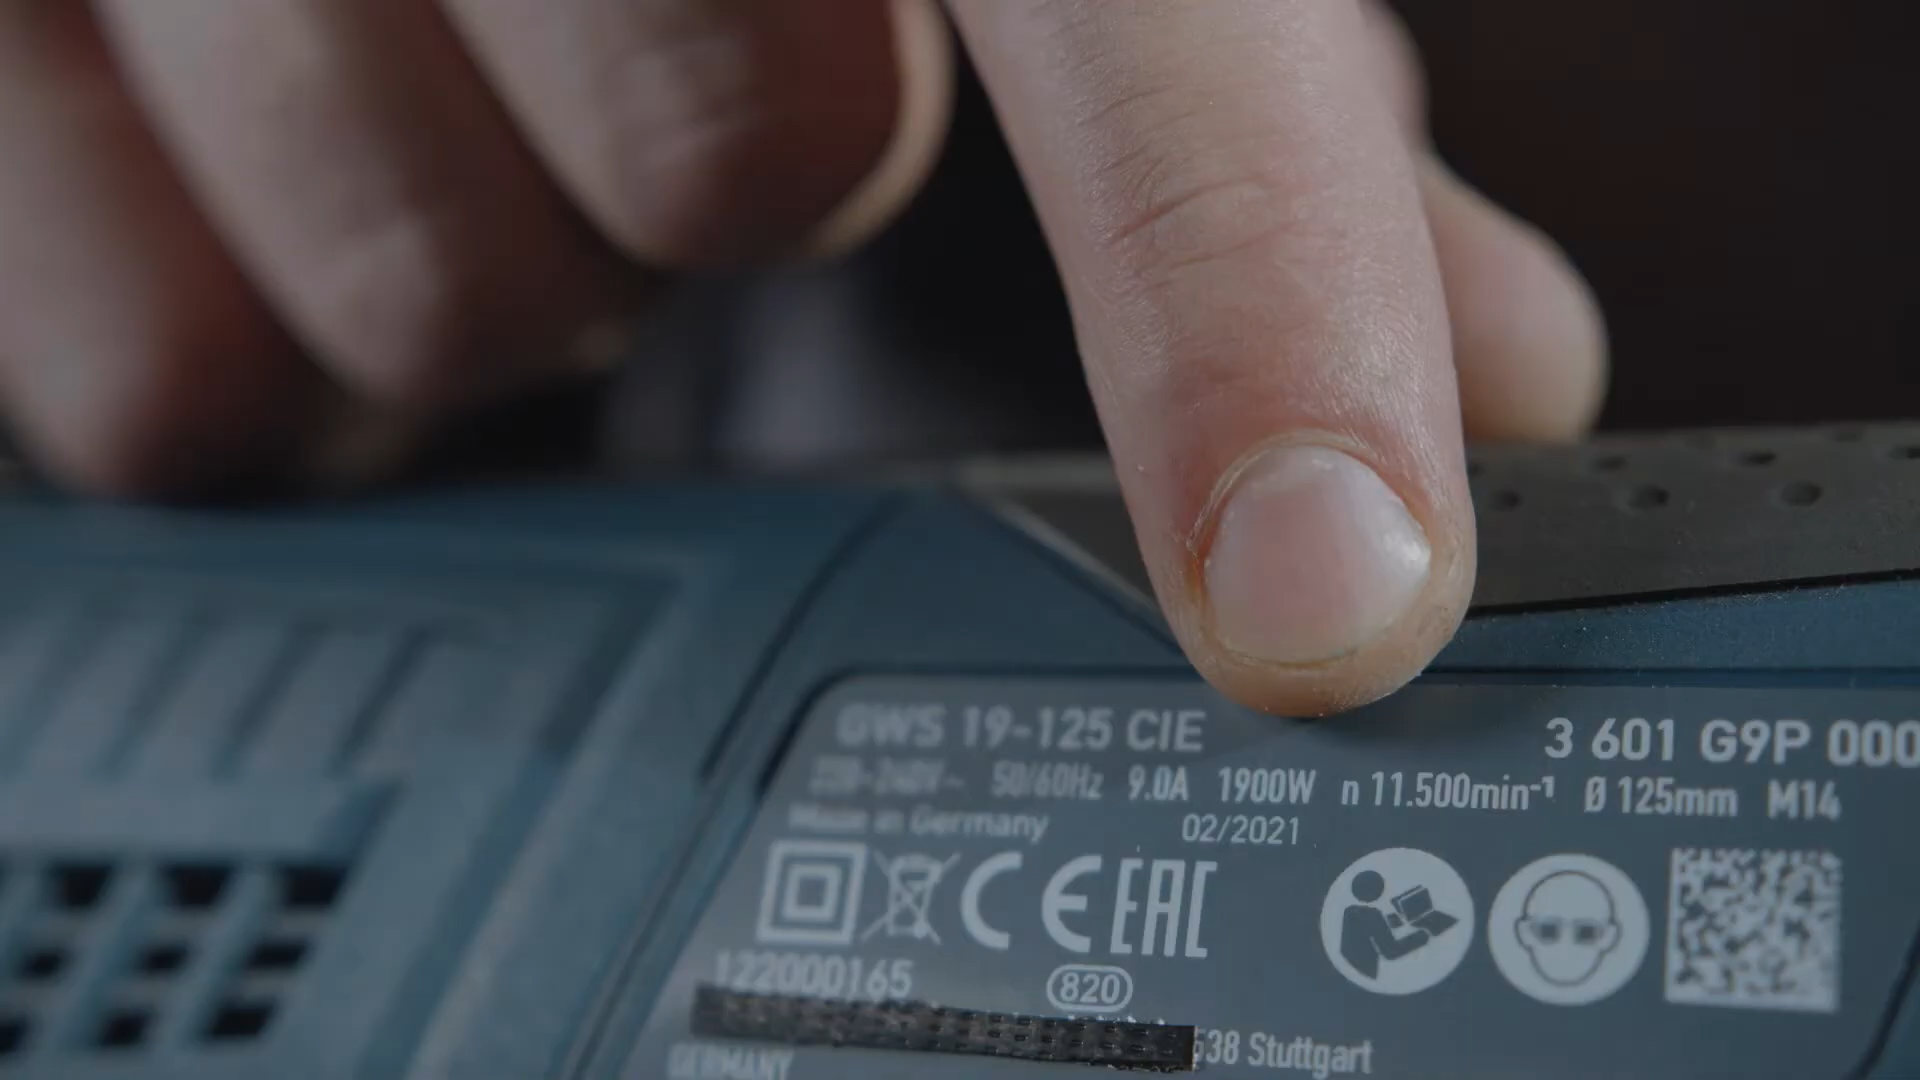 GWS 19-125 CIE 3 601 G9P 000
220-240V~ 50/60Hz 9.0A 1900W n 11.500min⁻¹ Ø 125mm M14
Made in Germany 02/2021
CE EAC
122000165 820
538 Stuttgart
GERMANY